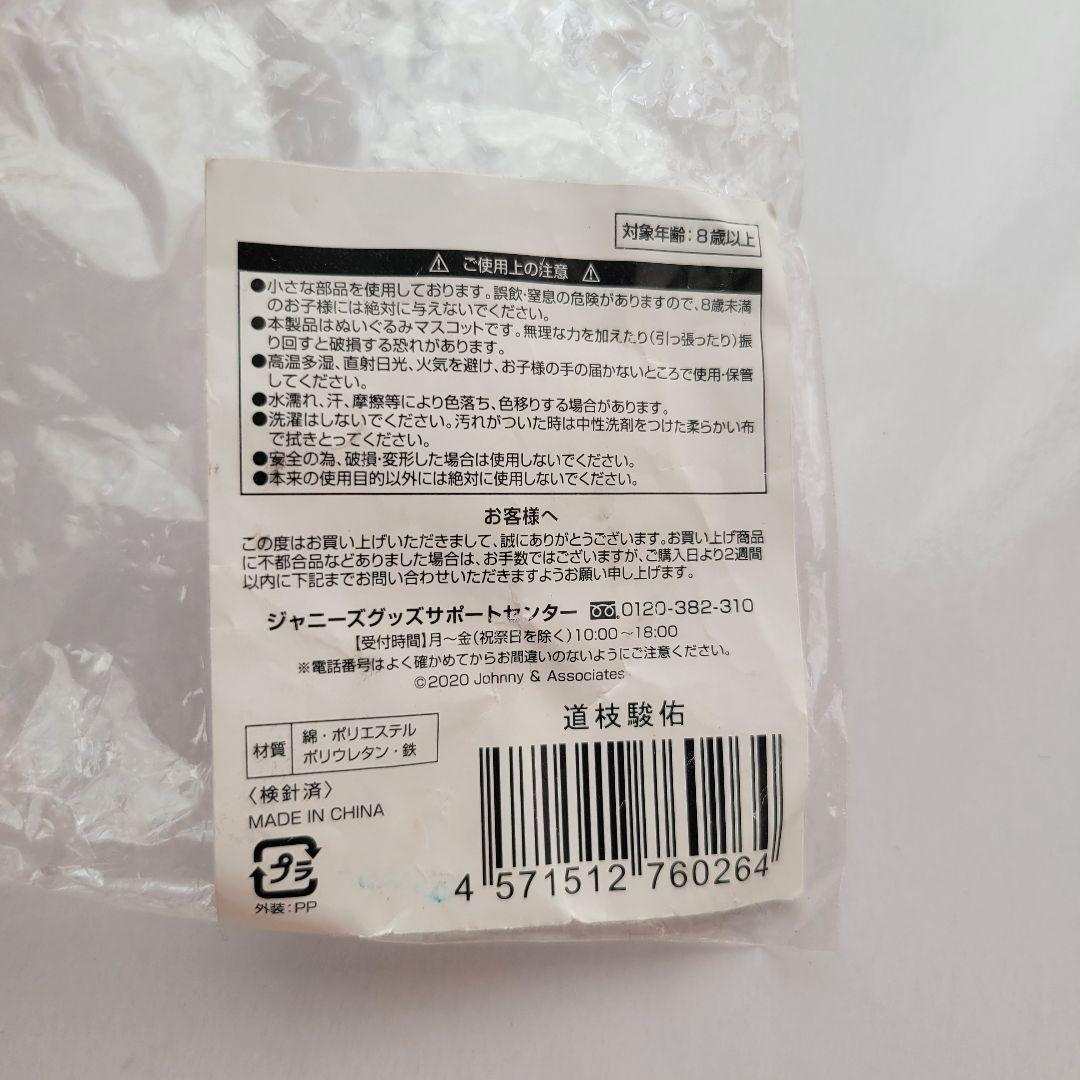 対象年齢:8歳以上
⚠ ご使用上の注意 ⚠
●小さな部品を使用しております。誤飲・窒息の危険がありますので、8歳未満
のお子様には絶対に与えないでください。
●本製品はぬいぐるみマスコットです。無理な力を加えたり(引っ張ったり)振
り回すと破損する恐れがあります。
●高温多湿、直射日光、火気を避け、お子様の手の届かないところで使用・保管
してください。
●水濡れ、汗、摩擦等により色落ち、色移りする場合があります。
●洗濯はしないでください。汚れがついた時は中性洗剤をつけた柔らかい布
で拭きとってください。
●安全の為、破損・変形した場合は使用しないでください。
●本来の使用目的以外には絶対に使用しないでください。
お客様へ
この度はお買い上げいただきまして、誠にありがとうございます。お買い上げ商品
に不都合品などありました場合は、お手数ではございますが、ご購入日より2週間
以内に下記までお問い合わせいただきますようお願い申し上げます。
ジャニーズグッズサポートセンター 0120-382-310
【受付時間】月～金(祝祭日を除く)10:00～18:00
※電話番号はよく確かめてからお間違いのないようにご注意ください。
©2020 Johnny & Associates
道枝駿佑
材質 綿・ポリエステル
ポリウレタン・鉄
〈検針済〉
MADE IN CHINA
プラ
外装:PP
4 571512 760264